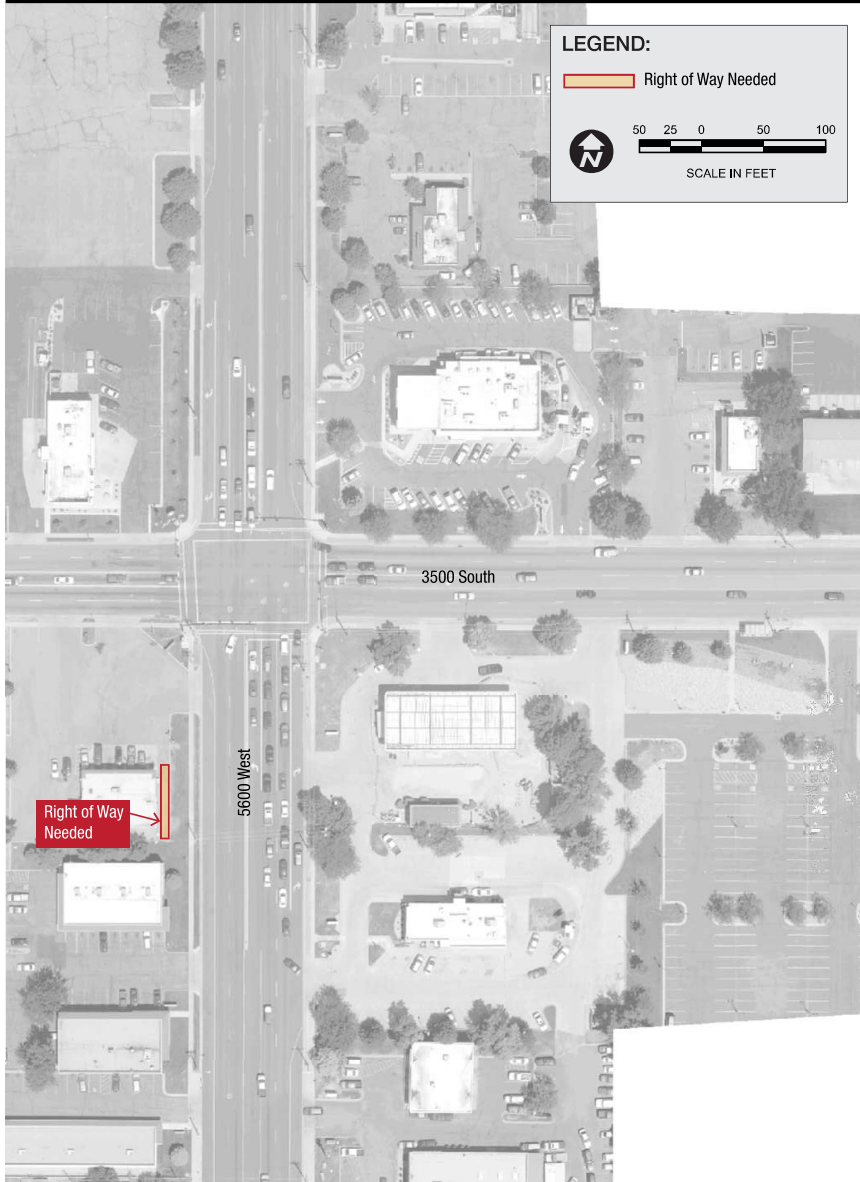 LEGEND:
Right of Way Needed
N
50 25 0 50 100
SCALE IN FEET
3500 South
5600 West
Right of Way
Needed